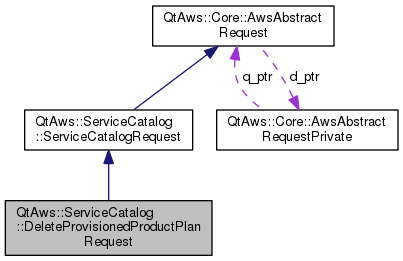 QtAws::Core::AwsAbstract
Request
q_ptr
d_ptr
QtAws::ServiceCatalog
::ServiceCatalogRequest
QtAws::Core::AwsAbstract
RequestPrivate
QtAws::ServiceCatalog
::DeleteProvisionedProductPlan
Request